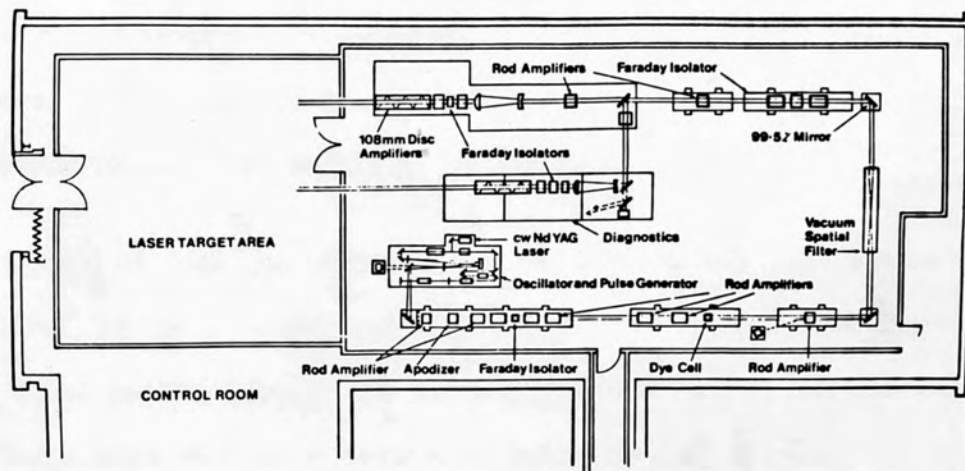 Rod Amplifiers
Faraday Isolator
108mm Disc
Amplifiers
Faraday Isolators
99·5% Mirror
LASER TARGET AREA
cw Nd YAG
Laser
Diagnostics
Vacuum
Spatial
Filter
Oscillator and Pulse Generator
Rod Amplifiers
Rod Amplifier
Apodizer
Faraday Isolator
Dye Cell
Rod Amplifier
CONTROL ROOM